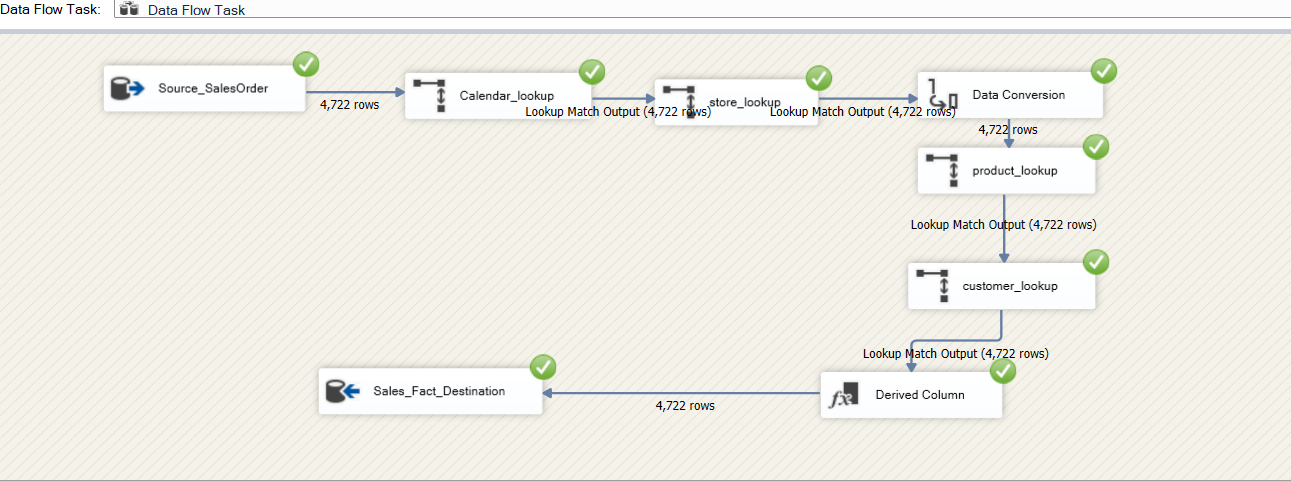 Data Flow Task: Data Flow Task
Source_SalesOrder
4,722 rows
Calendar_lookup
Lookup Match Output (4,722 rows)
store_lookup
Lookup Match Output (4,722 rows)
Data Conversion
4,722 rows
product_lookup
Lookup Match Output (4,722 rows)
customer_lookup
Lookup Match Output (4,722 rows)
Derived Column
4,722 rows
Sales_Fact_Destination